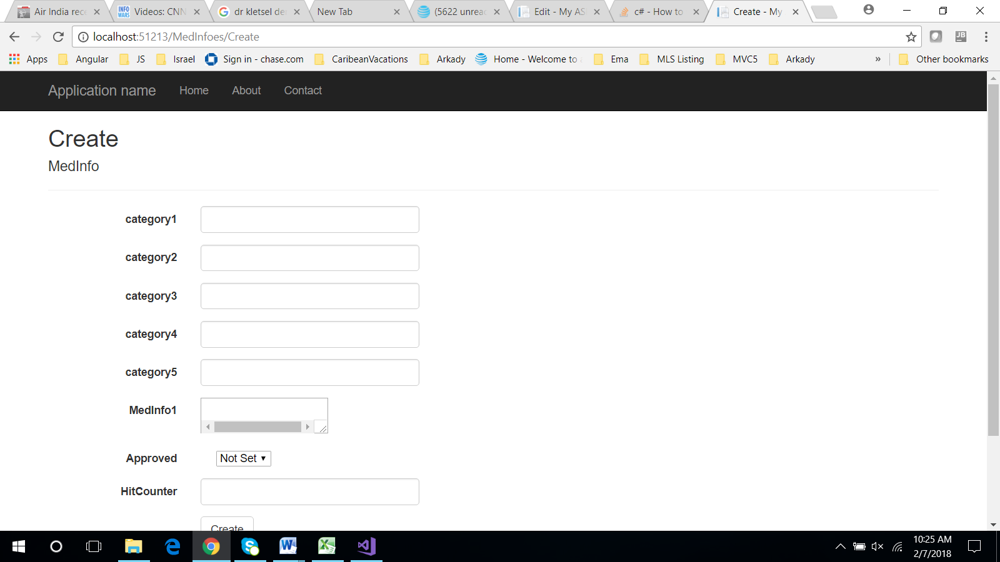 Air India rec
INFO WARS Videos: CNN
dr kletsel de
New Tab
(5622 unrea
Edit - My AS
c# - How to
Create - My
localhost:51213/MedInfoes/Create
JB
Apps Angular JS Israel Sign in - chase.com CaribeanVacations Arkady Home - Welcome to Ema MLS Listing MVC5 Arkady » Other bookmarks
Application name Home About Contact
Create
MedInfo
category1
category2
category3
category4
category5
MedInfo1
Approved Not Set
HitCounter
Create
10:25 AM
2/7/2018